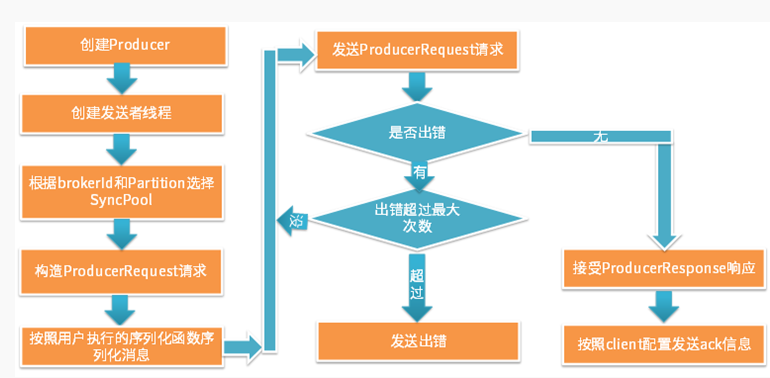 创建Producer
创建发送者线程
根据brokerId和Partition选择
SyncPool
构造ProducerRequest请求
按照用户执行的序列化函数序
列化消息
发送ProducerRequest请求
是否出错
有
出错超过最大
次数
没
超
过
发送出错
无
接受ProducerResponse响应
按照client配置发送ack信息